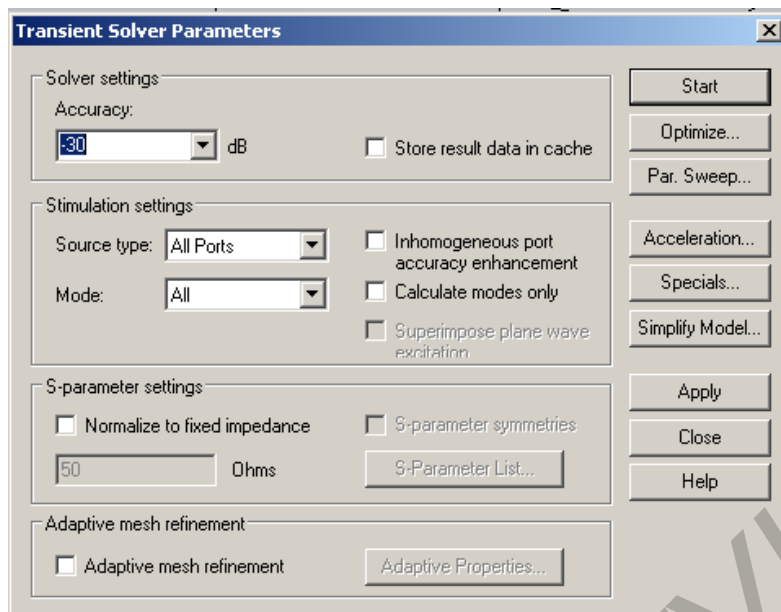 Transient Solver Parameters
Solver settings
Accuracy:
-30 dB
Store result data in cache
Stimulation settings
Source type: All Ports
Inhomogeneous port
accuracy enhancement
Mode: All
Calculate modes only
Superimpose plane wave
excitation
S-parameter settings
Normalize to fixed impedance
S-parameter symmetries
50 Ohms
S-Parameter List...
Adaptive mesh refinement
Adaptive mesh refinement
Adaptive Properties...
Start
Optimize...
Par. Sweep...
Acceleration...
Specials...
Simplify Model...
Apply
Close
Help